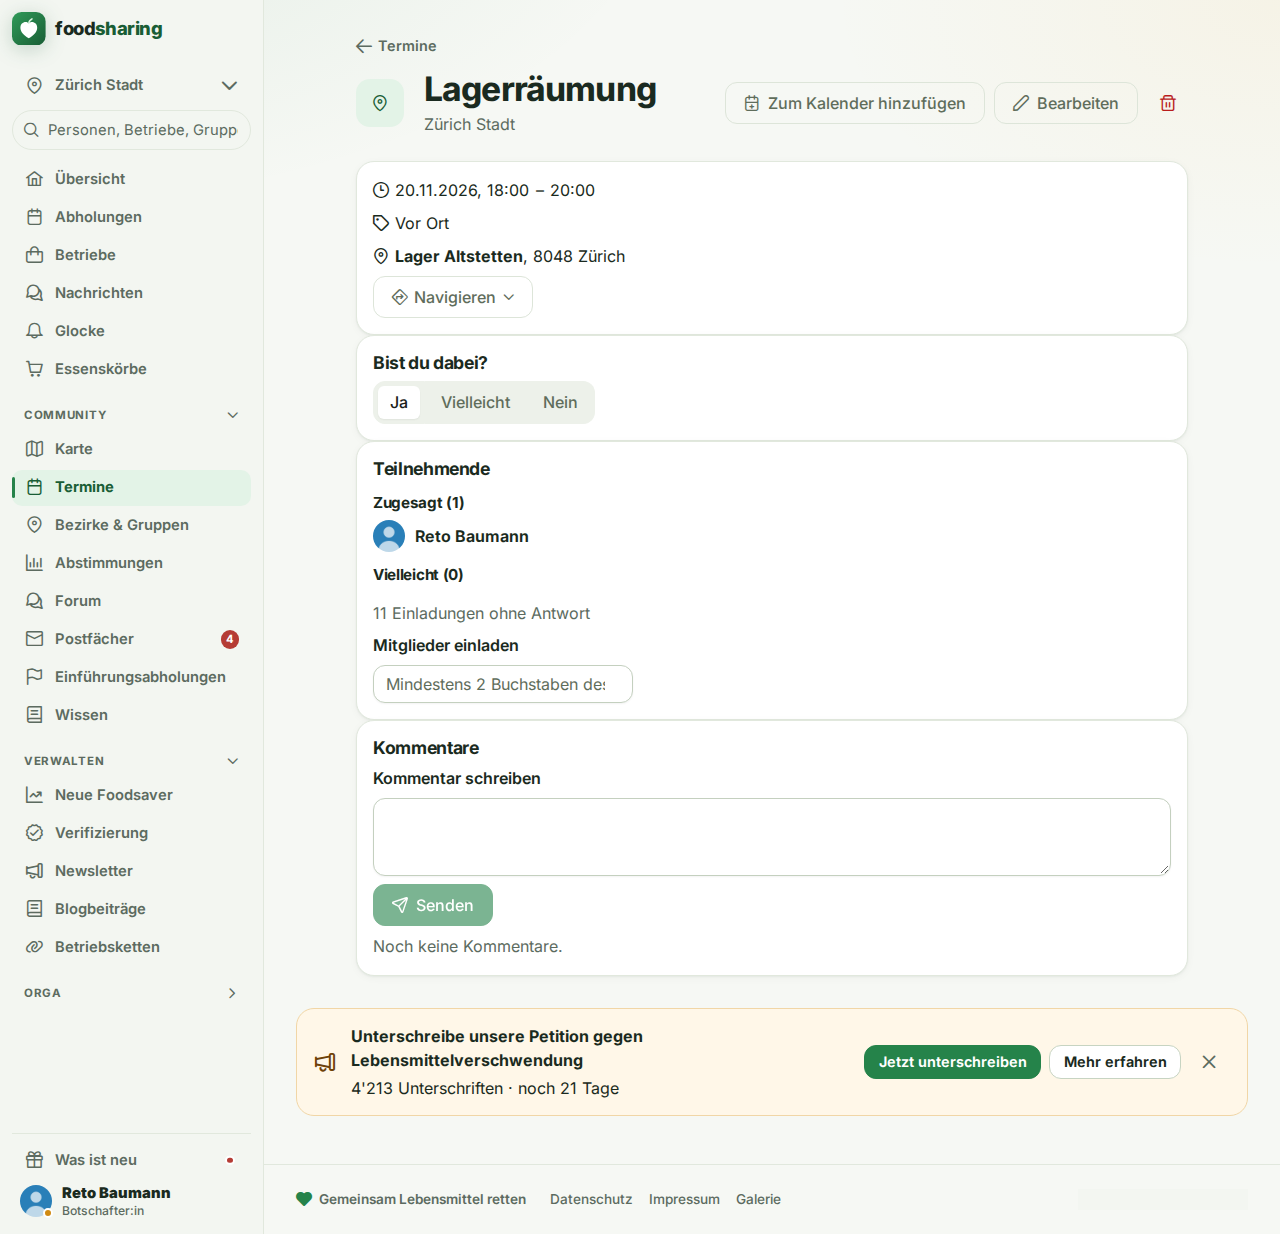 foodsharing
Zürich Stadt
Personen, Betriebe, Grupp
Übersicht
Abholungen
Betriebe
Nachrichten
Glocke
Essenskörbe
COMMUNITY
Karte
Termine
Bezirke & Gruppen
Abstimmungen
Forum
Postfächer 4
Einführungsabholungen
Wissen
VERWALTEN
Neue Foodsaver
Verifizierung
Newsletter
Blogbeiträge
Betriebsketten
ORGA
Was ist neu
Reto Baumann
Botschafter:in
Termine
Lagerräumung
Zürich Stadt
Zum Kalender hinzufügen
Bearbeiten
20.11.2026, 18:00 – 20:00
Vor Ort
Lager Altstetten, 8048 Zürich
Navigieren
Bist du dabei?
Ja Vielleicht Nein
Teilnehmende
Zugesagt (1)
Reto Baumann
Vielleicht (0)
11 Einladungen ohne Antwort
Mitglieder einladen
Mindestens 2 Buchstaben des
Kommentare
Kommentar schreiben
Senden
Noch keine Kommentare.
Unterschreibe unsere Petition gegen
Lebensmittelverschwendung
4'213 Unterschriften · noch 21 Tage
Jetzt unterschreiben
Mehr erfahren
Gemeinsam Lebensmittel retten Datenschutz Impressum Galerie